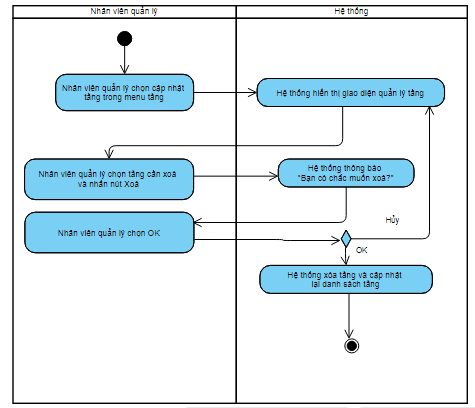 Nhân viên quản lý
Hệ thống
Nhân viên quản lý chọn cập nhật
tầng trong menu tầng
Hệ thống hiển thị giao diện quản lý tầng
Nhân viên quản lý chọn tầng cần xoá
và nhấn nút Xoá
Hệ thống thông báo
"Bạn có chắc muốn xoá?"
Nhân viên quản lý chọn OK
Hủy
OK
Hệ thống xóa tầng và cập nhật
lại danh sách tầng